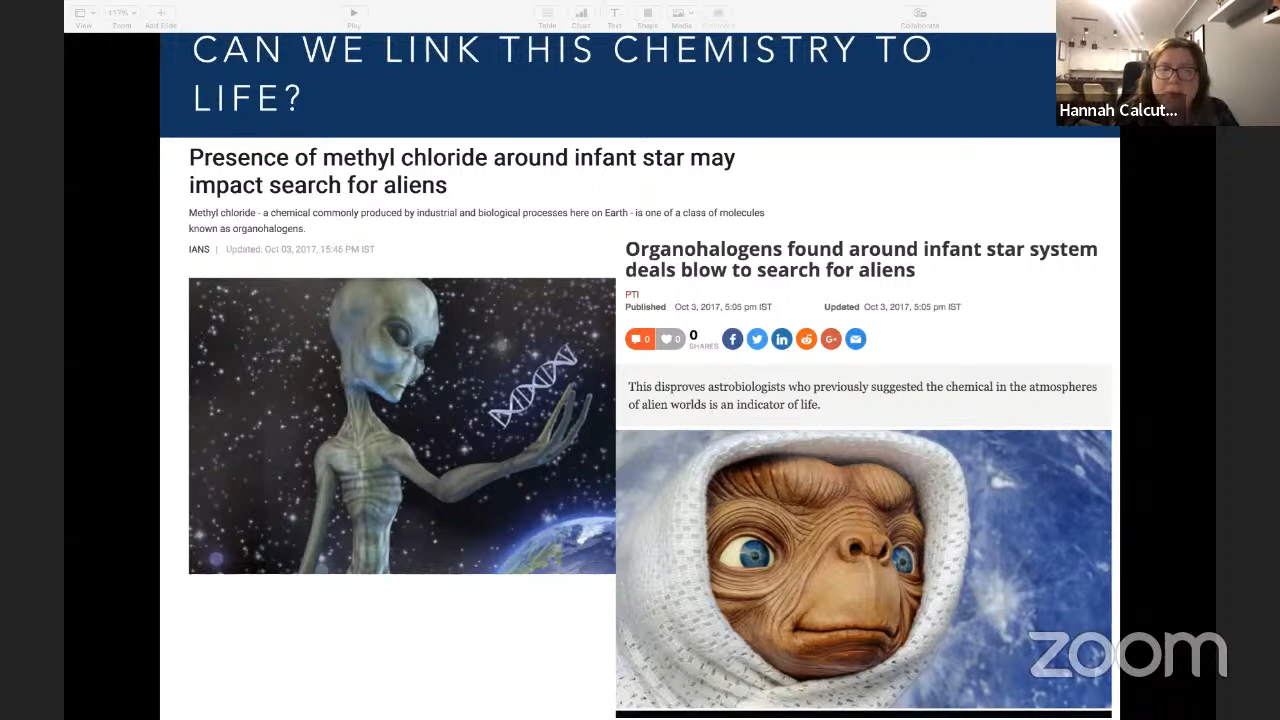 117%
View
Zoom
Add Slide
Play
Table
Chart
Text
Shape
Media
Collaborate
CAN WE LINK THIS CHEMISTRY TO
LIFE?
Hannah Calcut...
Presence of methyl chloride around infant star may
impact search for aliens
Methyl chloride - a chemical commonly produced by industrial and biological processes here on Earth - is one of a class of molecules
known as organohalogens.
IANS | Updated: Oct 03, 2017, 15:46 PM IST
Organohalogens found around infant star system
deals blow to search for aliens
PTI
Published Oct 3, 2017, 5:05 pm IST Updated Oct 3, 2017, 5:05 pm IST
0 0 0 f in G+
SHARES
This disproves astrobiologists who previously suggested the chemical in the atmospheres
of alien worlds is an indicator of life.
zoom